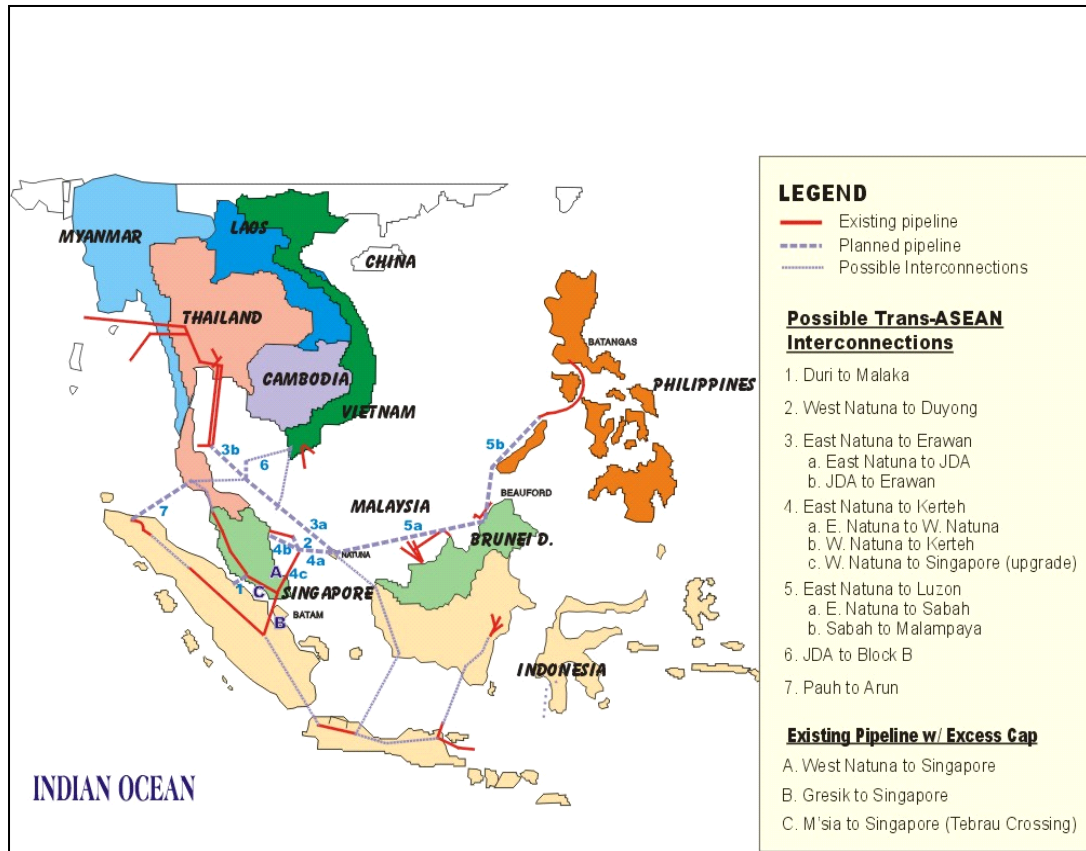 MYANMAR
LAOS
CHINA
THAILAND
CAMBODIA
VIETNAM
BATANGAS
PHILIPPINES
3b
6
5b
7
MALAYSIA
BEAUFORD
3a
5a
BRUNEI D.
2
4b
4a
NATUNA
A
4c
1
C
SINGAPORE
B
BATAM
INDONESIA
INDIAN OCEAN
LEGEND
Existing pipeline
Planned pipeline
Possible Interconnections
Possible Trans-ASEAN
Interconnections
1. Duri to Malaka
2. West Natuna to Duyong
3. East Natuna to Erawan
a. East Natuna to JDA
b. JDA to Erawan
4. East Natuna to Kerteh
a. E. Natuna to W. Natuna
b. W. Natuna to Kerteh
c. W. Natuna to Singapore (upgrade)
5. East Natuna to Luzon
a. E. Natuna to Sabah
b. Sabah to Malampaya
6. JDA to Block B
7. Pauh to Arun
Existing Pipeline w/ Excess Cap
A. West Natuna to Singapore
B. Gresik to Singapore
C. M'sia to Singapore (Tebrau Crossing)